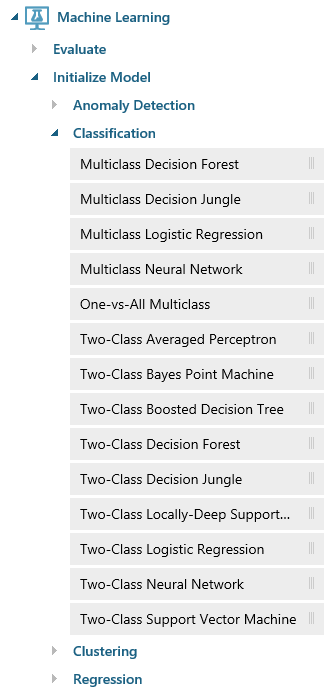 Machine Learning
Evaluate
Initialize Model
Anomaly Detection
Classification
Multiclass Decision Forest
Multiclass Decision Jungle
Multiclass Logistic Regression
Multiclass Neural Network
One-vs-All Multiclass
Two-Class Averaged Perceptron
Two-Class Bayes Point Machine
Two-Class Boosted Decision Tree
Two-Class Decision Forest
Two-Class Decision Jungle
Two-Class Locally-Deep Support...
Two-Class Logistic Regression
Two-Class Neural Network
Two-Class Support Vector Machine
Clustering
Regression